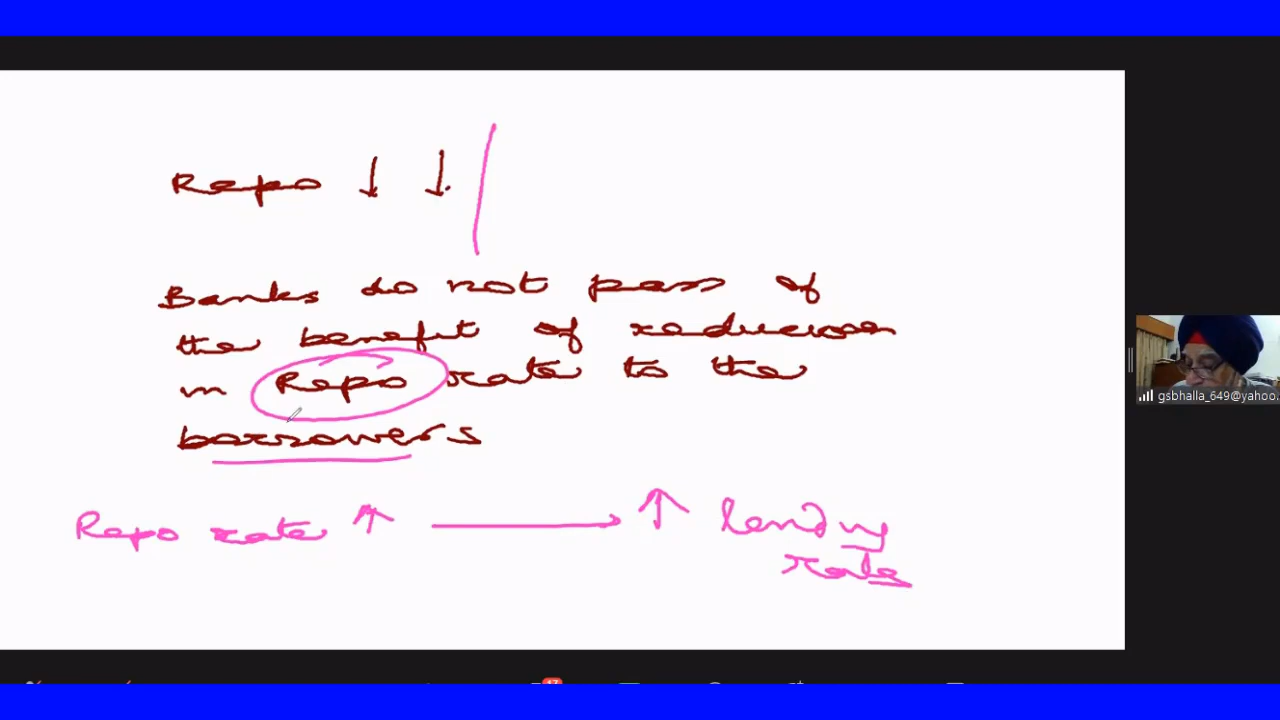 Repo ↓ ↓
Banks do not pass of
the benefit of reduction
in Repo rate to the
borrowers
Repo rate ↑ → ↑ lending
rate
gsbhalla_649@yahoo.
17